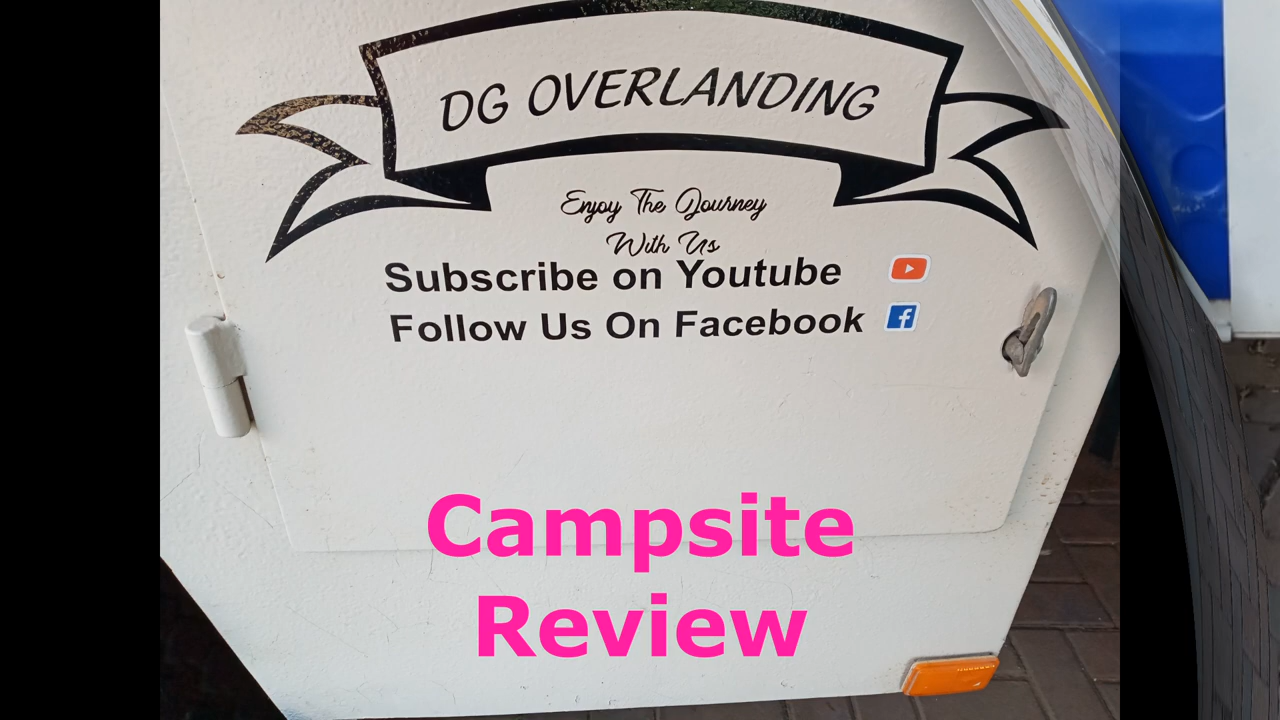 DG OVERLANDING
Enjoy The Journey
With Us
Subscribe on Youtube
Follow Us On Facebook
Campsite
Review